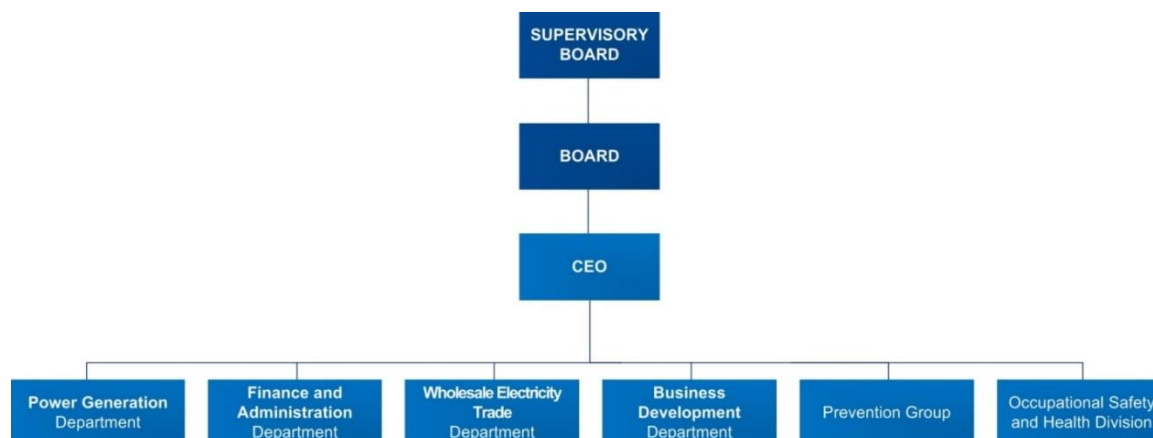 SUPERVISORY
BOARD
BOARD
CEO
Power Generation
Department
Finance and
Administration
Department
Wholesale Electricity
Trade
Department
Business
Development
Department
Prevention Group
Occupational Safety
and Health Division